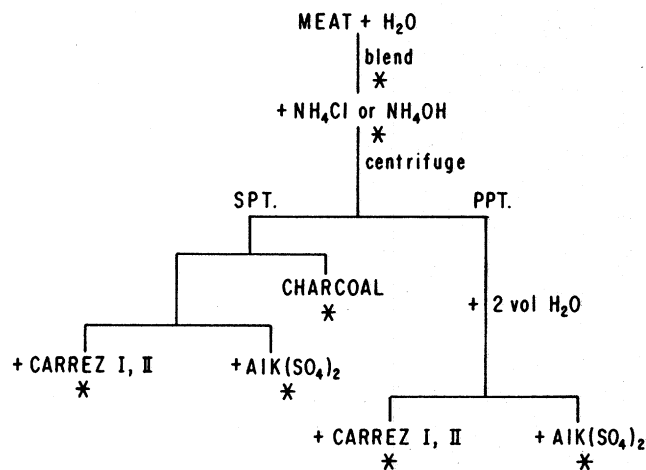 MEAT + H₂O
blend
*
+ NH₄Cl or NH₄OH
*
centrifuge
SPT. PPT.
CHARCOAL
*
+ 2 vol H₂O
+ CARREZ I, II +AlK(SO₄)₂
* *
+ CARREZ I, II +AlK(SO₄)₂
* *